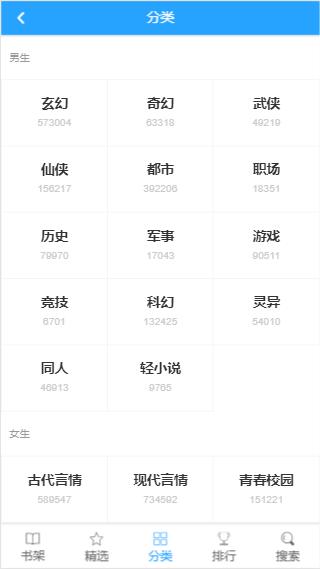 分类
男生
玄幻 奇幻 武侠
573004 63318 49219
仙侠 都市 职场
156217 392206 18351
历史 军事 游戏
79970 17043 90511
竞技 科幻 灵异
6701 132425 54010
同人 轻小说
46913 9765
女生
古代言情 现代言情 青春校园
589547 734592 151221
书架 精选 分类 排行 搜索